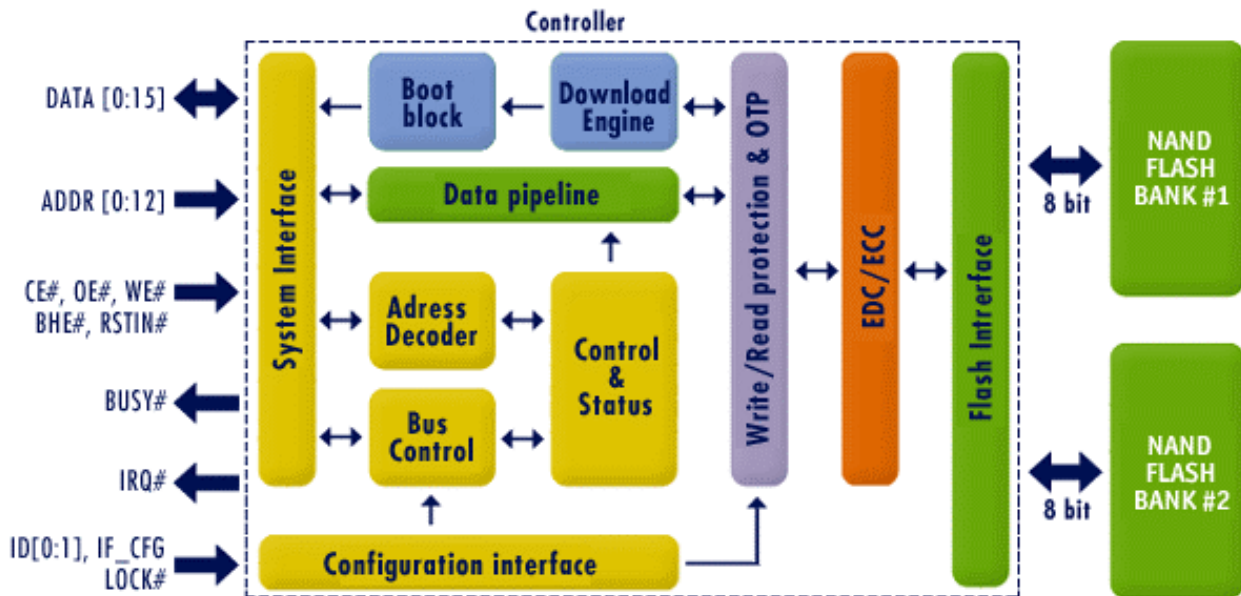 Controller
DATA [0:15]
ADDR [0:12]
CE#, OE#, WE#
BHE#, RSTIN#
BUSY#
IRQ#
ID[0:1], IF_CFG
LOCK#
System Interface
Boot
block
Download
Engine
Data pipeline
Adress
Decoder
Bus
Control
Control
&
Status
Configuration interface
Write/Read protection & OTP
EDC/ECC
Flash Intrerface
8 bit
8 bit
NAND
FLASH
BANK #1
NAND
FLASH
BANK #2